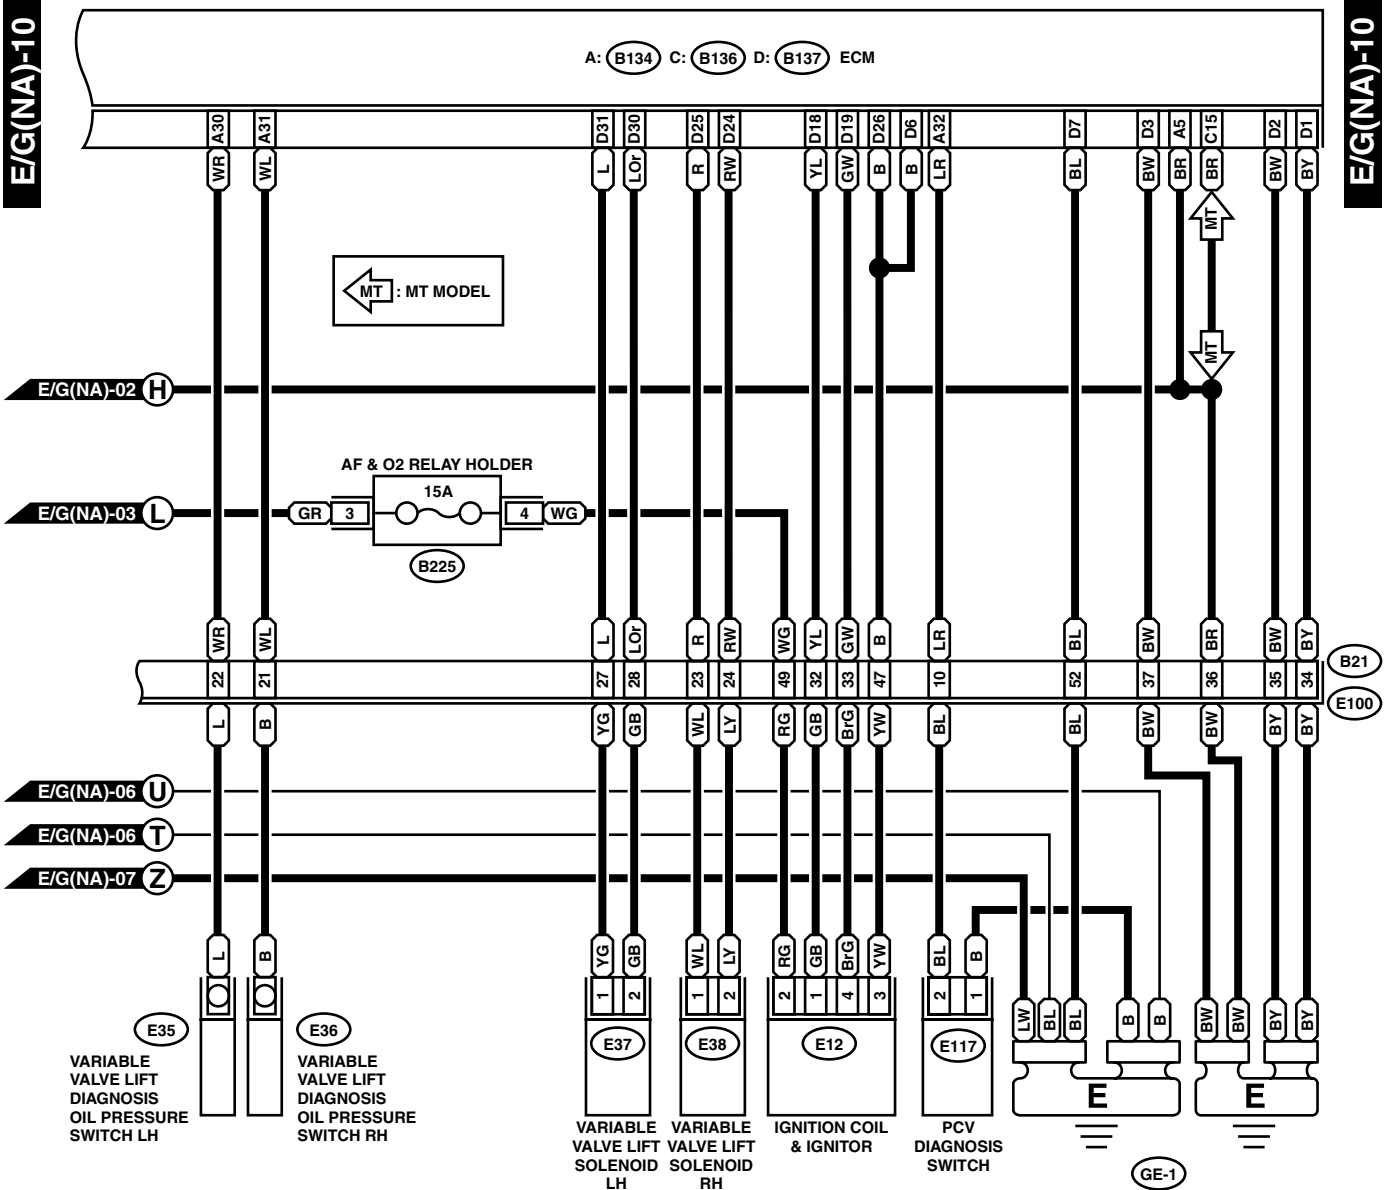 E/G(NA)-10
E/G(NA)-10
A: B134 C: B136 D: B137 ECM
A30 A31 D31 D30 D25 D24 D18 D19 D26 D6 A32 D7 D3 A5 C15 D2 D1
WR WL L LOr R RW YL GW B B LR BL BW BR BR BW BY
MT
MT : MT MODEL
MT
E/G(NA)-02 H
AF & O2 RELAY HOLDER
15A
E/G(NA)-03 L GR 3 4 WG
B225
WR WL L LOr R RW WG YL GW B LR BL BW BR BW BY
B21
22 21 27 28 23 24 49 32 33 47 10 52 37 36 35 34
E100
L B YG GB WL LY RG GB BrG YW BL BL BW BW BY BY
E/G(NA)-06 U
E/G(NA)-06 T
E/G(NA)-07 Z
L B YG GB WL LY RG GB BrG YW BL B
1 2 1 2 2 1 4 3 2 1
LW BL BL B B BW BW BY BY
E35 E36 E37 E38 E12 E117
VARIABLE
VALVE LIFT
DIAGNOSIS
OIL PRESSURE
SWITCH LH
VARIABLE
VALVE LIFT
DIAGNOSIS
OIL PRESSURE
SWITCH RH
VARIABLE
VALVE LIFT
SOLENOID
LH
VARIABLE
VALVE LIFT
SOLENOID
RH
IGNITION COIL
& IGNITOR
PCV
DIAGNOSIS
SWITCH
E E
GE-1